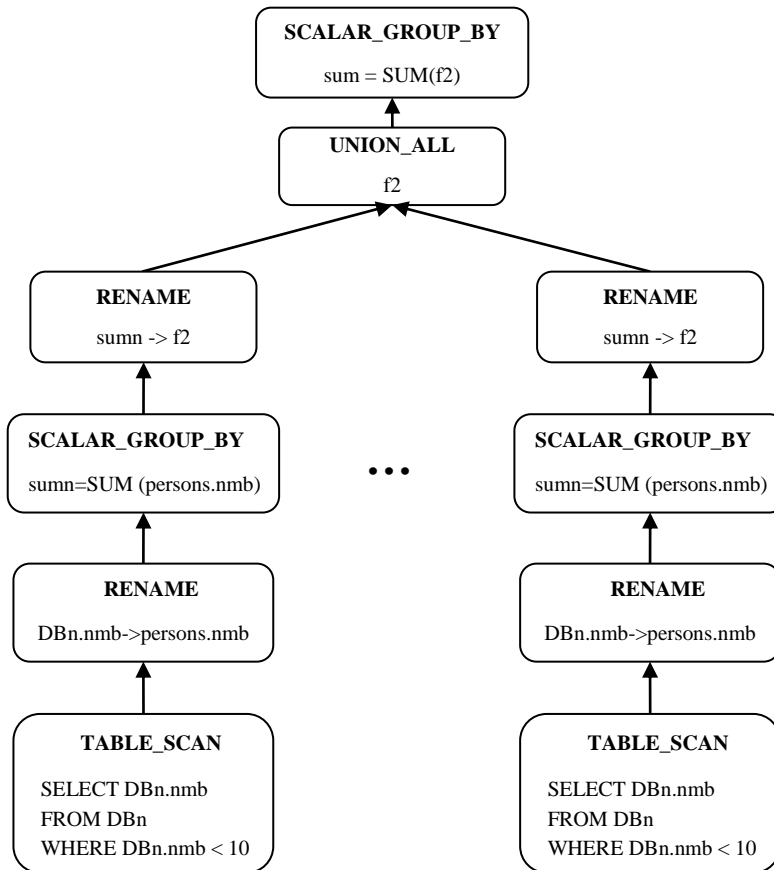 SCALAR_GROUP_BY
sum = SUM(f2)
UNION_ALL
f2
RENAME
sumn -> f2
RENAME
sumn -> f2
SCALAR_GROUP_BY
sumn=SUM (persons.nmb)
...
SCALAR_GROUP_BY
sumn=SUM (persons.nmb)
RENAME
DBn.nmb->persons.nmb
RENAME
DBn.nmb->persons.nmb
TABLE_SCAN
SELECT DBn.nmb
FROM DBn
WHERE DBn.nmb < 10
TABLE_SCAN
SELECT DBn.nmb
FROM DBn
WHERE DBn.nmb < 10